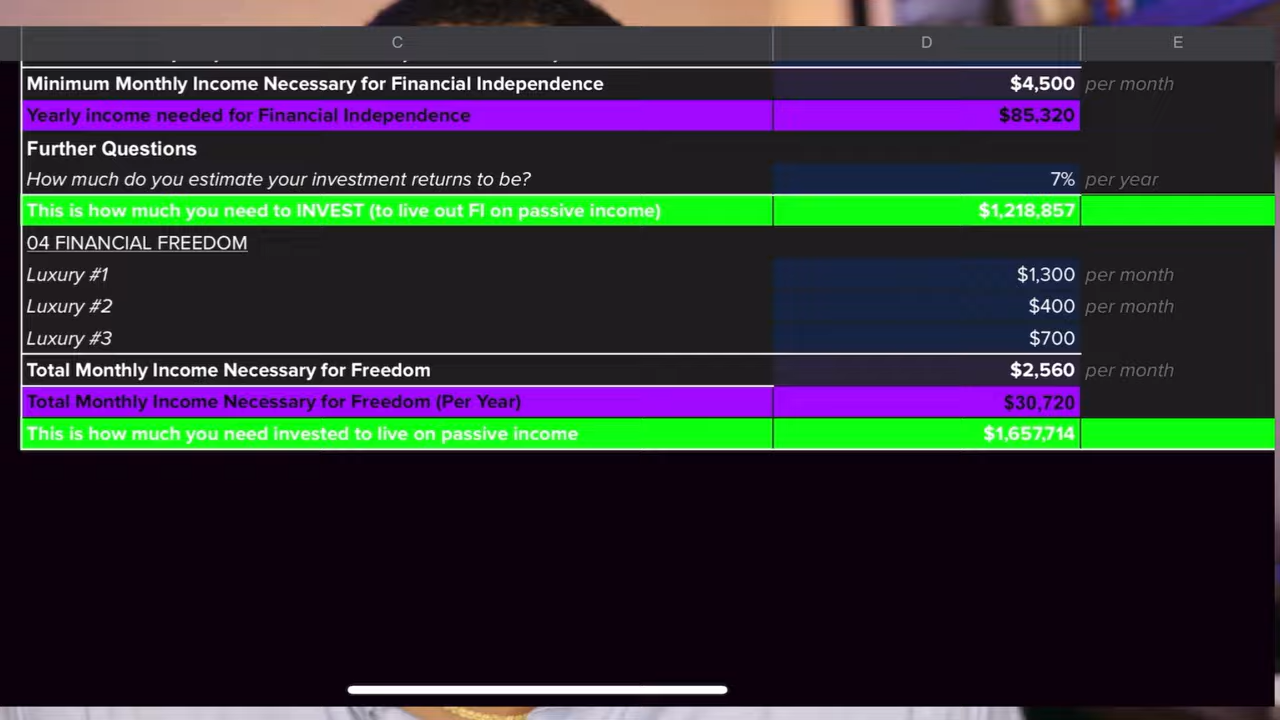 C D E
Minimum Monthly Income Necessary for Financial Independence $4,500 per month
Yearly income needed for Financial Independence $85,320
Further Questions
How much do you estimate your investment returns to be? 7% per year
This is how much you need to INVEST (to live out FI on passive income) $1,218,857
04 FINANCIAL FREEDOM
Luxury #1 $1,300 per month
Luxury #2 $400 per month
Luxury #3 $700
Total Monthly Income Necessary for Freedom $2,560 per month
Total Monthly Income Necessary for Freedom (Per Year) $30,720
This is how much you need invested to live on passive income $1,657,714